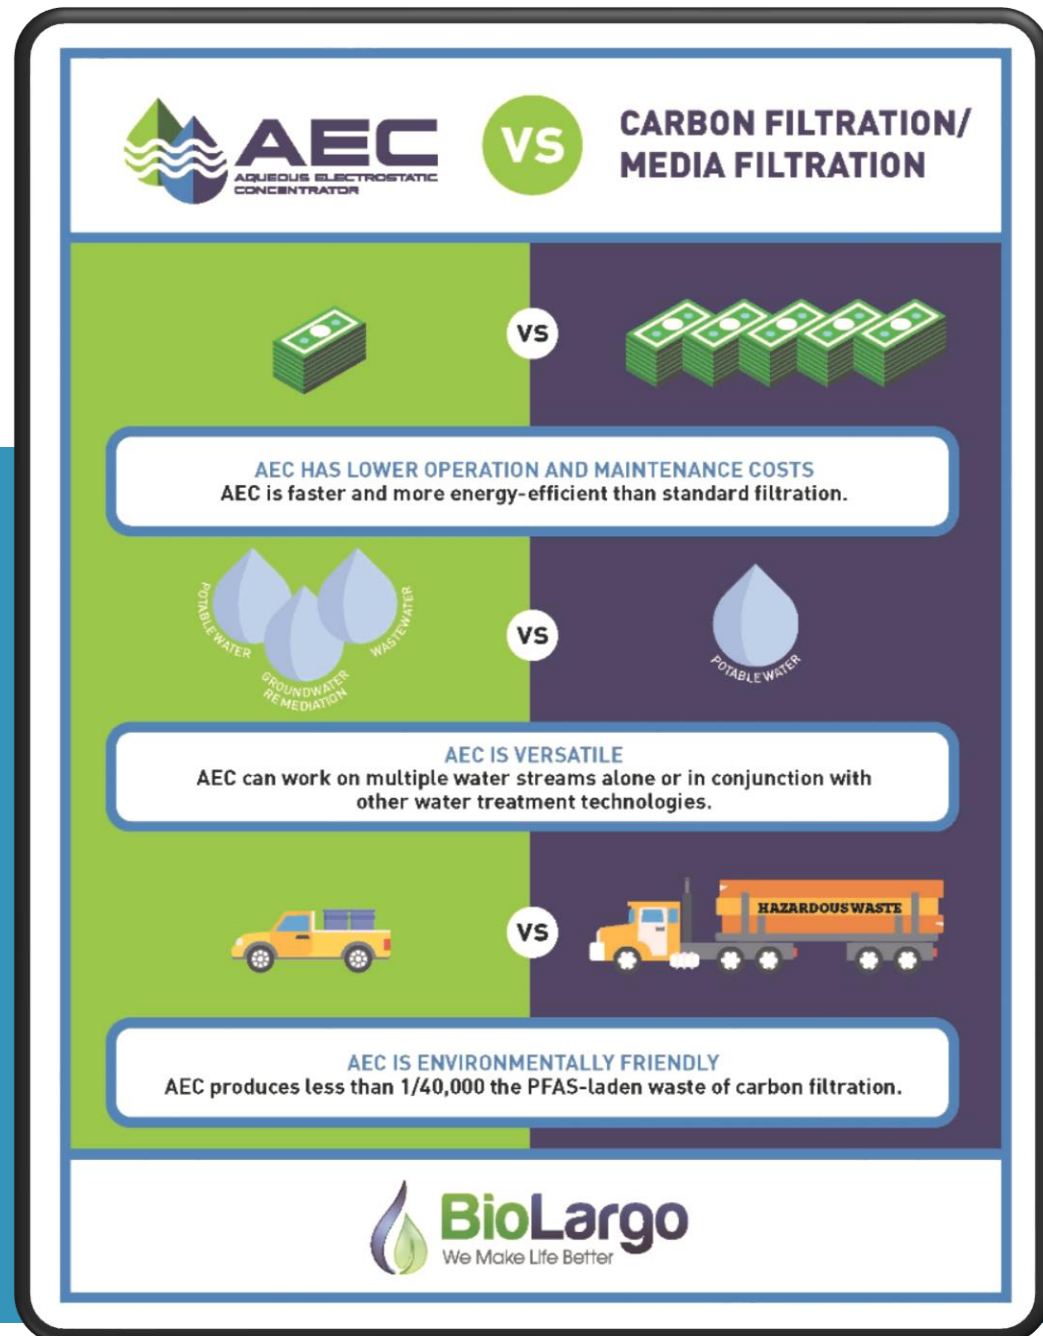 AEC
AQUEOUS ELECTROSTATIC
CONCENTRATOR
VS
CARBON FILTRATION/
MEDIA FILTRATION
VS
AEC HAS LOWER OPERATION AND MAINTENANCE COSTS
AEC is faster and more energy-efficient than standard filtration.
POTABLE WATER
GROUNDWATER
REMEDIATION
WASTEWATER
VS
POTABLE WATER
AEC IS VERSATILE
AEC can work on multiple water streams alone or in conjunction with
other water treatment technologies.
VS
HAZARDOUS WASTE
AEC IS ENVIRONMENTALLY FRIENDLY
AEC produces less than 1/40,000 the PFAS-laden waste of carbon filtration.
BioLargo
We Make Life Better